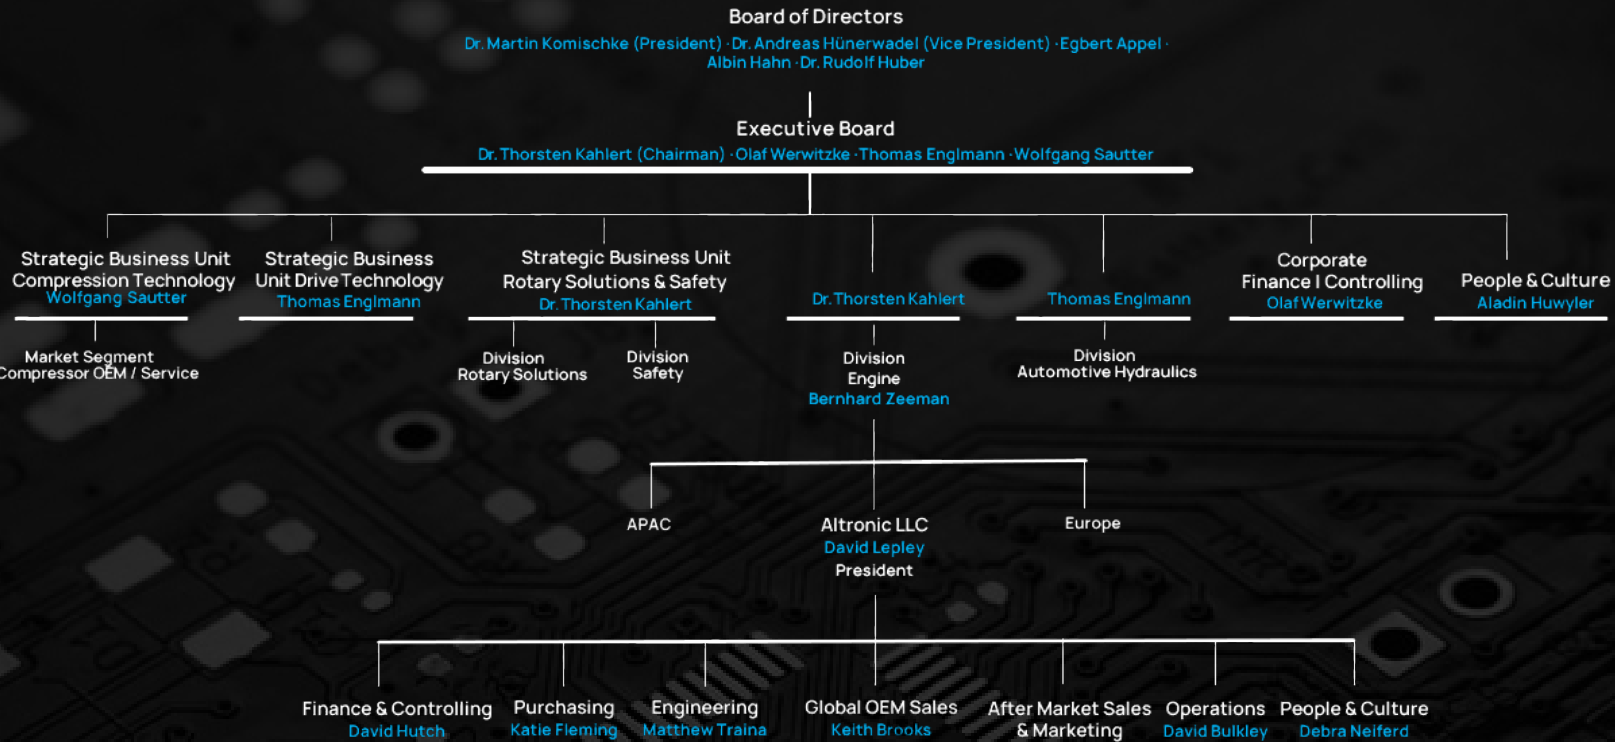 Board of Directors
Dr. Martin Komischke (President) · Dr. Andreas Hünerwadel (Vice President) · Egbert Appel ·
Albin Hahn · Dr. Rudolf Huber
Executive Board
Dr. Thorsten Kahlert (Chairman) · Olaf Werwitzke · Thomas Englmann · Wolfgang Sautter
Strategic Business Unit
Compression Technology
Wolfgang Sautter
Strategic Business
Unit Drive Technology
Thomas Englmann
Strategic Business Unit
Rotary Solutions & Safety
Dr. Thorsten Kahlert
Dr. Thorsten Kahlert
Thomas Englmann
Corporate
Finance I Controlling
Olaf Werwitzke
People & Culture
Aladin Huwyler
Market Segment
Compressor OEM / Service
Division
Rotary Solutions
Division
Safety
Division
Engine
Bernhard Zeeman
Division
Automotive Hydraulics
APAC
Altronic LLC
David Lepley
President
Europe
Finance & Controlling
David Hutch
Purchasing
Katie Fleming
Engineering
Matthew Traina
Global OEM Sales
Keith Brooks
After Market Sales
& Marketing
Operations
David Bulkley
People & Culture
Debra Neiferd